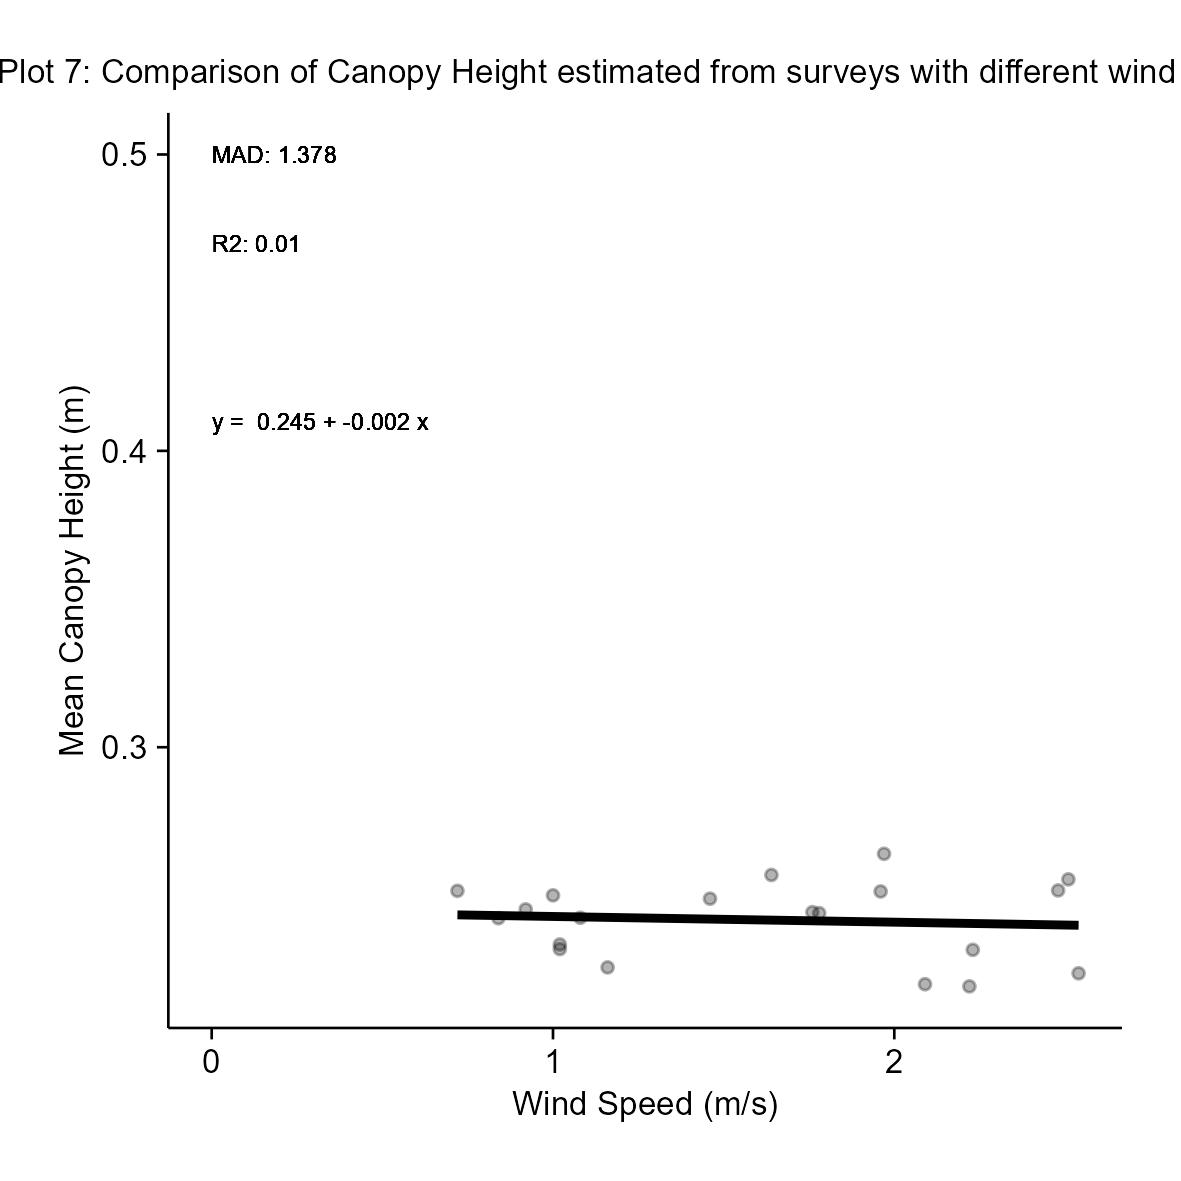 Plot 7: Comparison of Canopy Height estimated from surveys with different wind
0.5
MAD: 1.378
R2: 0.01
y =  0.245 + -0.002 x
0.4
0.3
Mean Canopy Height (m)
0
1
2
Wind Speed (m/s)